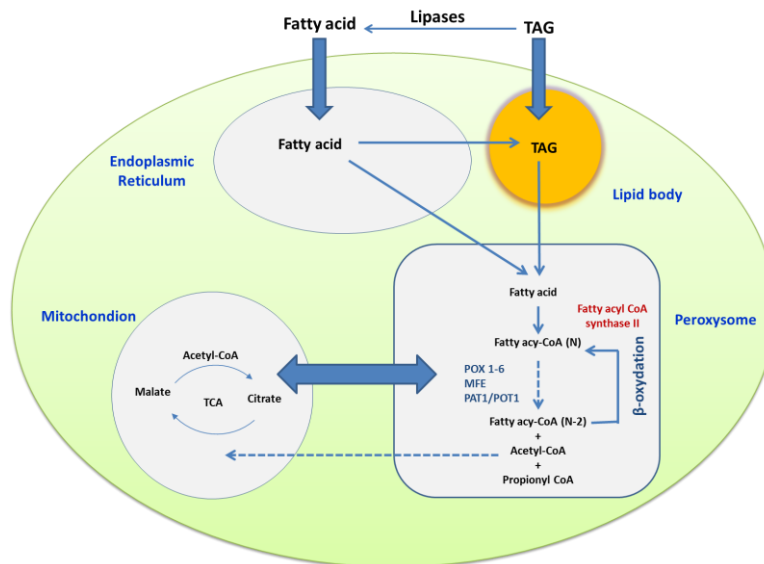 Fatty acid
Lipases
TAG
Fatty acid
TAG
Endoplasmic
Reticulum
Lipid body
Mitochondion
Peroxysome
Fatty acid
Fatty acyl CoA
synthase II
Fatty acy-CoA (N)
Acetyl-CoA
Malate
TCA
Citrate
POX 1-6
MFE
PAT1/POT1
β-oxydation
Fatty acy-CoA (N-2)
+
Acetyl-CoA
+
Propionyl CoA